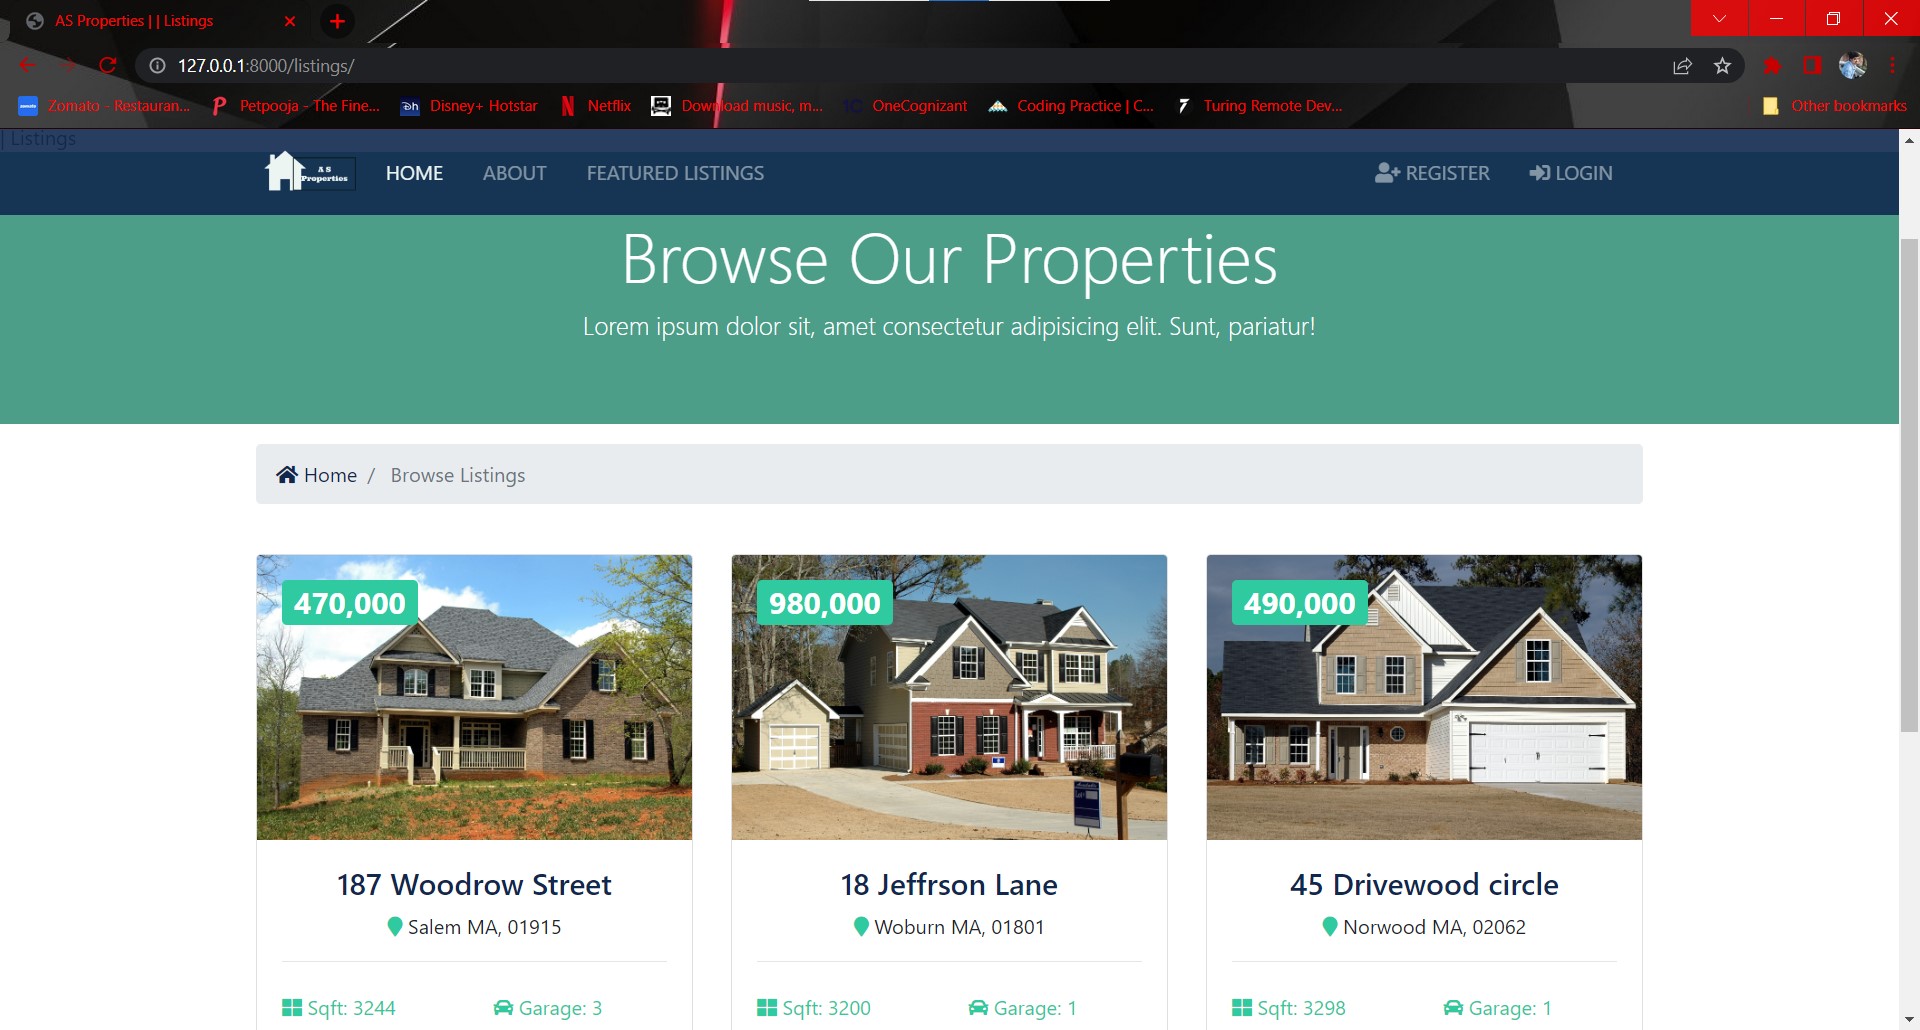 AS Properties | | Listings
127.0.0.1:8000/listings/
Zomato - Restauran... Petpooja - The Fine... Disney+ Hotstar Netflix Download music, m... OneCognizant Coding Practice | C... Turing Remote Dev... Other bookmarks
| Listings
A S
Properties
HOME ABOUT FEATURED LISTINGS REGISTER LOGIN
Browse Our Properties
Lorem ipsum dolor sit, amet consectetur adipisicing elit. Sunt, pariatur!
Home / Browse Listings
470,000 980,000 490,000
187 Woodrow Street 18 Jeffrson Lane 45 Drivewood circle
Salem MA, 01915 Woburn MA, 01801 Norwood MA, 02062
Sqft: 3244 Garage: 3 Sqft: 3200 Garage: 1 Sqft: 3298 Garage: 1